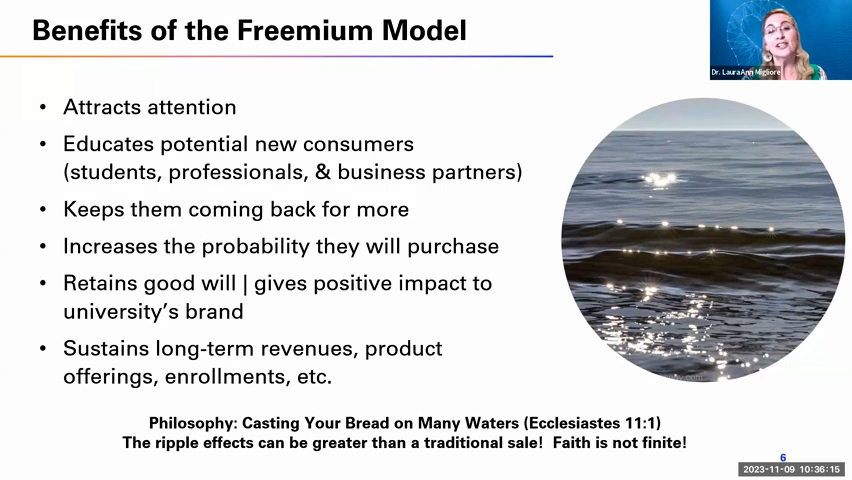 Benefits of the Freemium Model
Dr. LauraAnn Migliore
• Attracts attention
• Educates potential new consumers
(students, professionals, & business partners)
• Keeps them coming back for more
• Increases the probability they will purchase
• Retains good will | gives positive impact to
university's brand
• Sustains long-term revenues, product
offerings, enrollments, etc.
Philosophy: Casting Your Bread on Many Waters (Ecclesiastes 11:1)
The ripple effects can be greater than a traditional sale! Faith is not finite!
6
2023-11-09 10:36:15